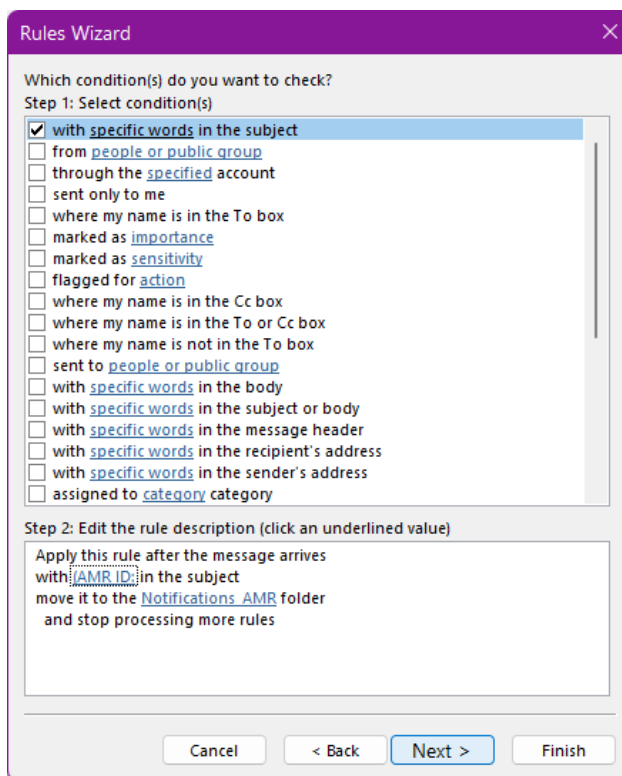 Rules Wizard
Which condition(s) do you want to check?
Step 1: Select condition(s)
with specific words in the subject
from people or public group
through the specified account
sent only to me
where my name is in the To box
marked as importance
marked as sensitivity
flagged for action
where my name is in the Cc box
where my name is in the To or Cc box
where my name is not in the To box
sent to people or public group
with specific words in the body
with specific words in the subject or body
with specific words in the message header
with specific words in the recipient's address
with specific words in the sender's address
assigned to category category
Step 2: Edit the rule description (click an underlined value)
Apply this rule after the message arrives
with (AMR ID: in the subject
move it to the Notifications_AMR folder
and stop processing more rules
Cancel < Back Next > Finish